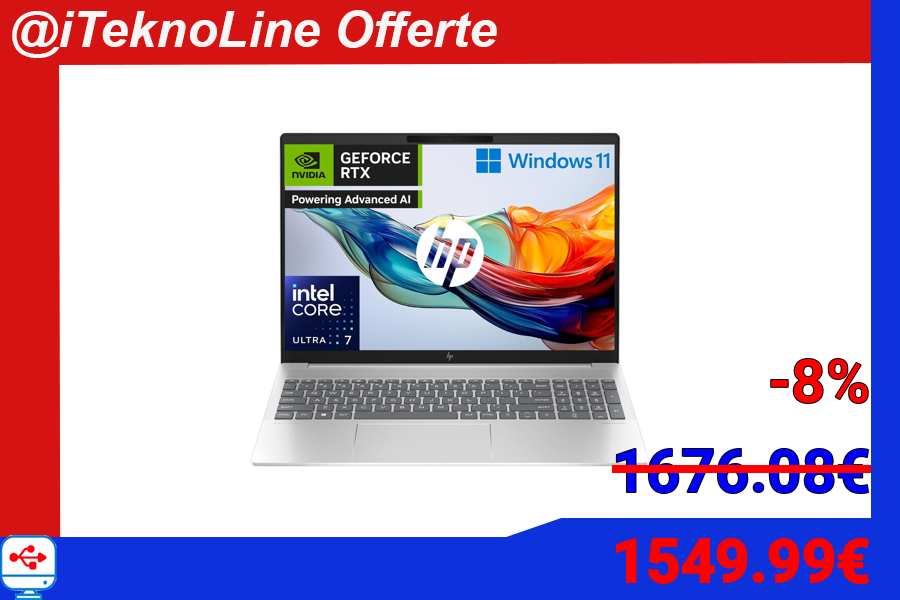 @iTeknoLine Offerte
NVIDIA
GEFORCE
RTX
Powering Advanced AI
Windows 11
hp
intel
CORE
ULTRA 7
hp
-8%
1676.08€
1549.99€